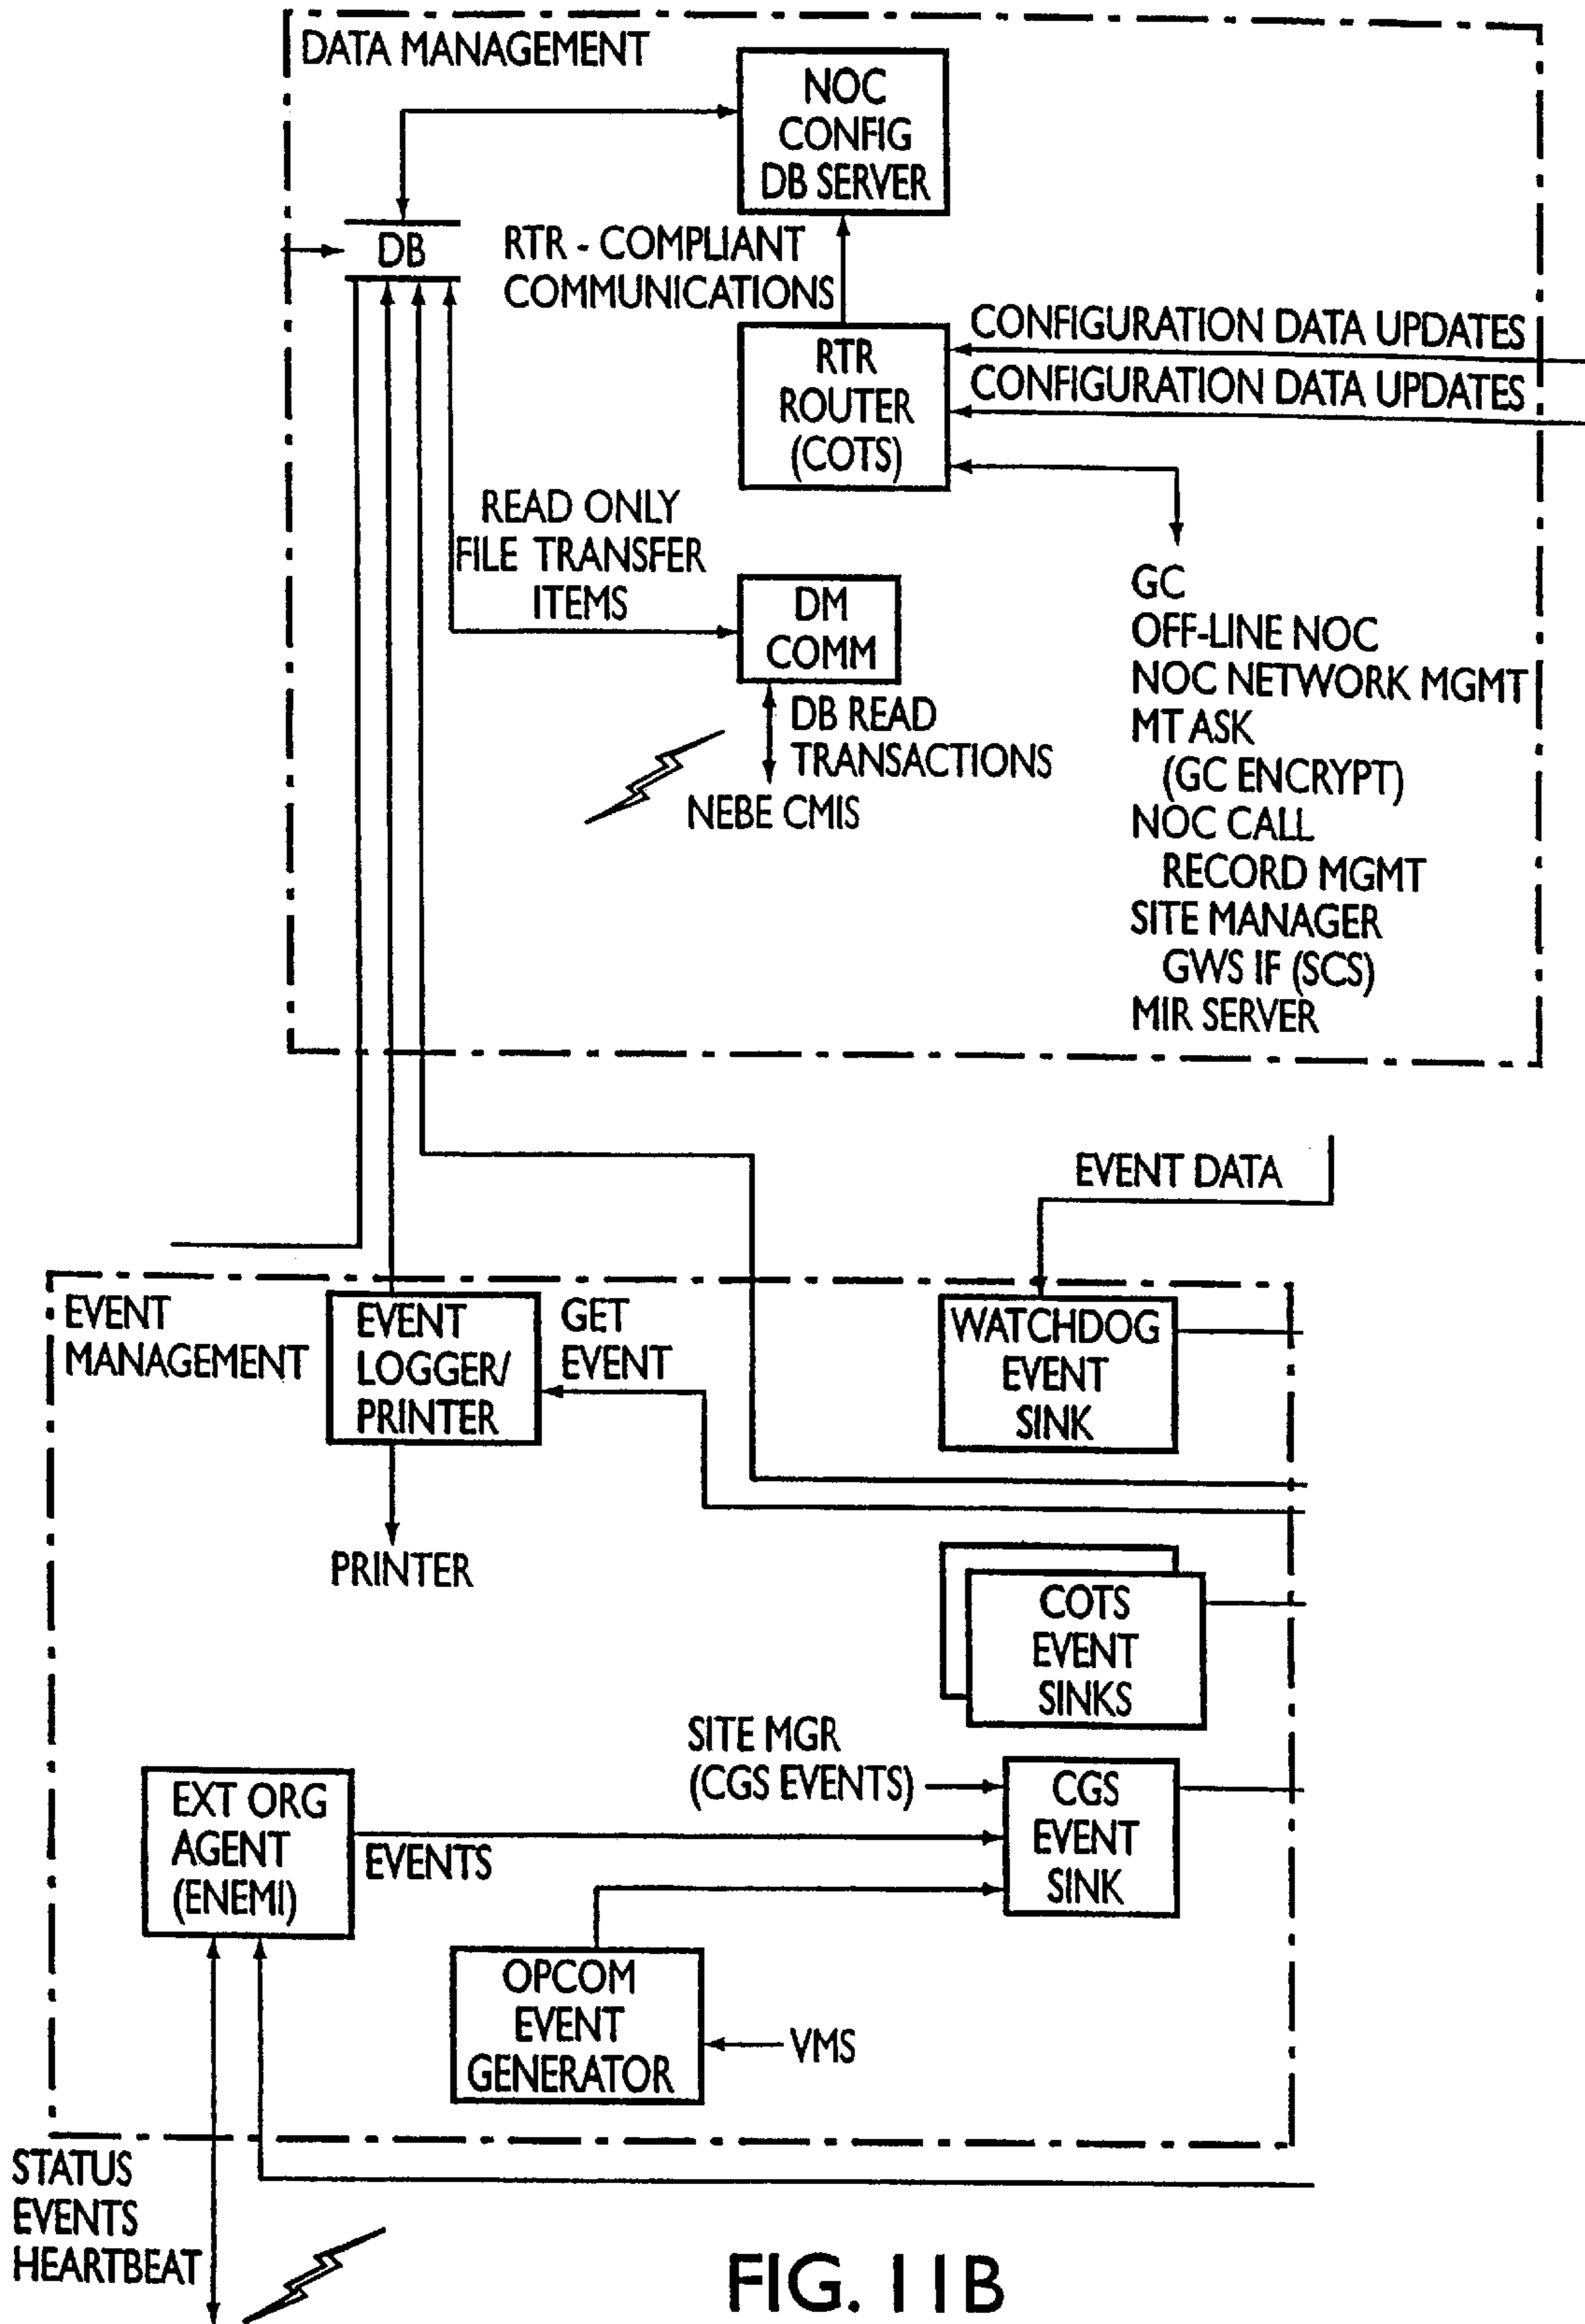 DATA MANAGEMENT
NOC
CONFIG
DB SERVER
DB
RTR - COMPLIANT
COMMUNICATIONS
RTR
ROUTER
(COTS)
CONFIGURATION DATA UPDATES
CONFIGURATION DATA UPDATES
READ ONLY
FILE TRANSFER
ITEMS
DM
COMM
DB READ
TRANSACTIONS
NEBE CMIS
GC
OFF-LINE NOC
NOC NETWORK MGMT
MT ASK
(GC ENCRYPT)
NOC CALL
RECORD MGMT
SITE MANAGER
GWS IF (SCS)
MIR SERVER
EVENT DATA
EVENT
MANAGEMENT
EVENT
LOGGER/
PRINTER
GET
EVENT
WATCHDOG
EVENT
SINK
PRINTER
COTS
EVENT
SINKS
SITE MGR
(CGS EVENTS)
CGS
EVENT
SINK
EXT ORG
AGENT
(ENEMI)
EVENTS
OPCOM
EVENT
GENERATOR
VMS
STATUS
EVENTS
HEARTBEAT
FIG. 11B